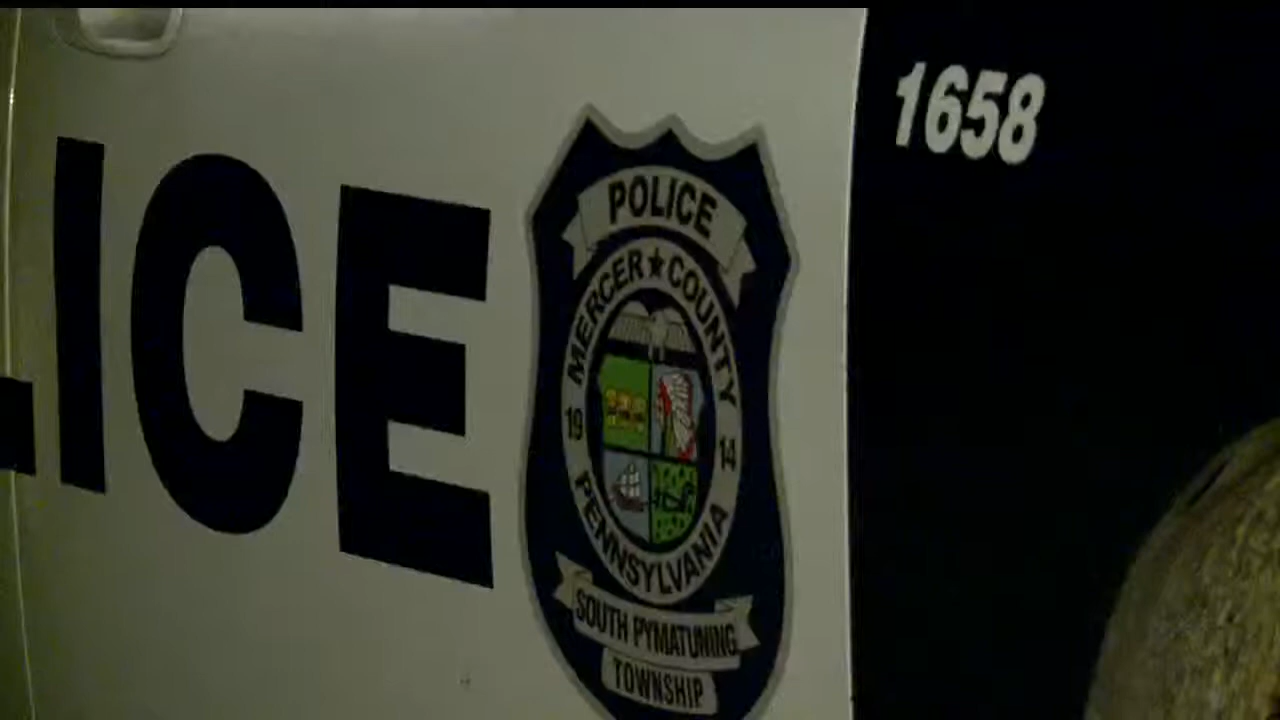 LICE
1658
POLICE
MERCER★COUNTY
19 14
PENNSYLVANIA
SOUTH PYMATUNING
TOWNSHIP